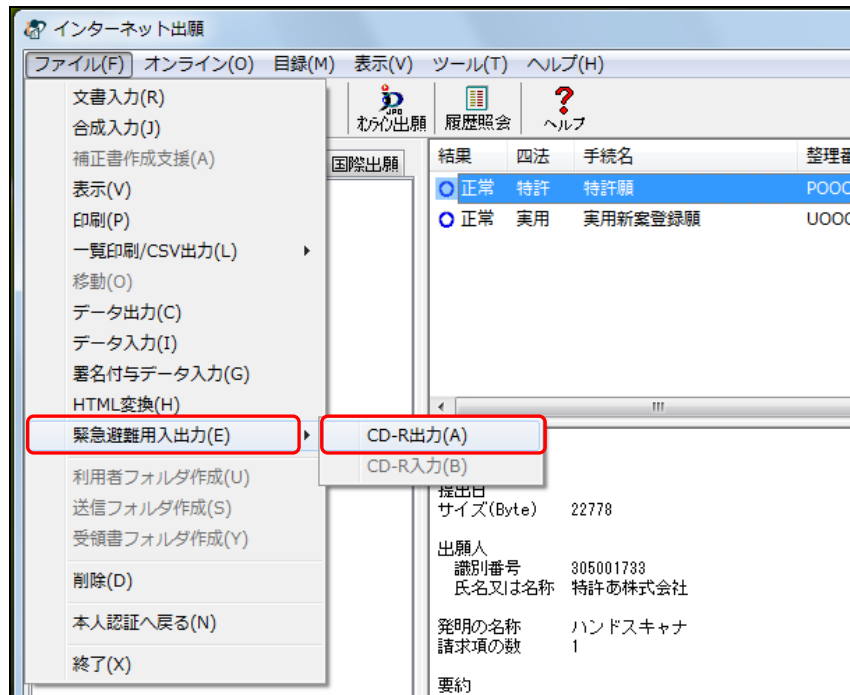 インターネット出願
ファイル(F) オンライン(O) 目録(M) 表示(V) ツール(T) ヘルプ(H)
文書入力(R)
合成入力(J)
補正書作成支援(A)
表示(V)
印刷(P)
一覧印刷/CSV出力(L)
移動(O)
データ出力(C)
データ入力(I)
署名付与データ入力(G)
HTML変換(H)
緊急避難用入出力(E)
利用者フォルダ作成(U)
送信フォルダ作成(S)
受領書フォルダ作成(Y)
削除(D)
本人認証へ戻る(N)
終了(X)
CD-R出力(A)
CD-R入力(B)
JPO
オンライン出願 履歴照会 ヘルプ
国際出願
結果 四法 手続名 整理番
正常 特許 特許願 POOO
正常 実用 実用新案登録願 UOOO
提出日
サイズ(Byte) 22778
出願人
識別番号 305001733
氏名又は名称 特許あ株式会社
発明の名称 ハンドスキャナ
請求項の数 1
要約